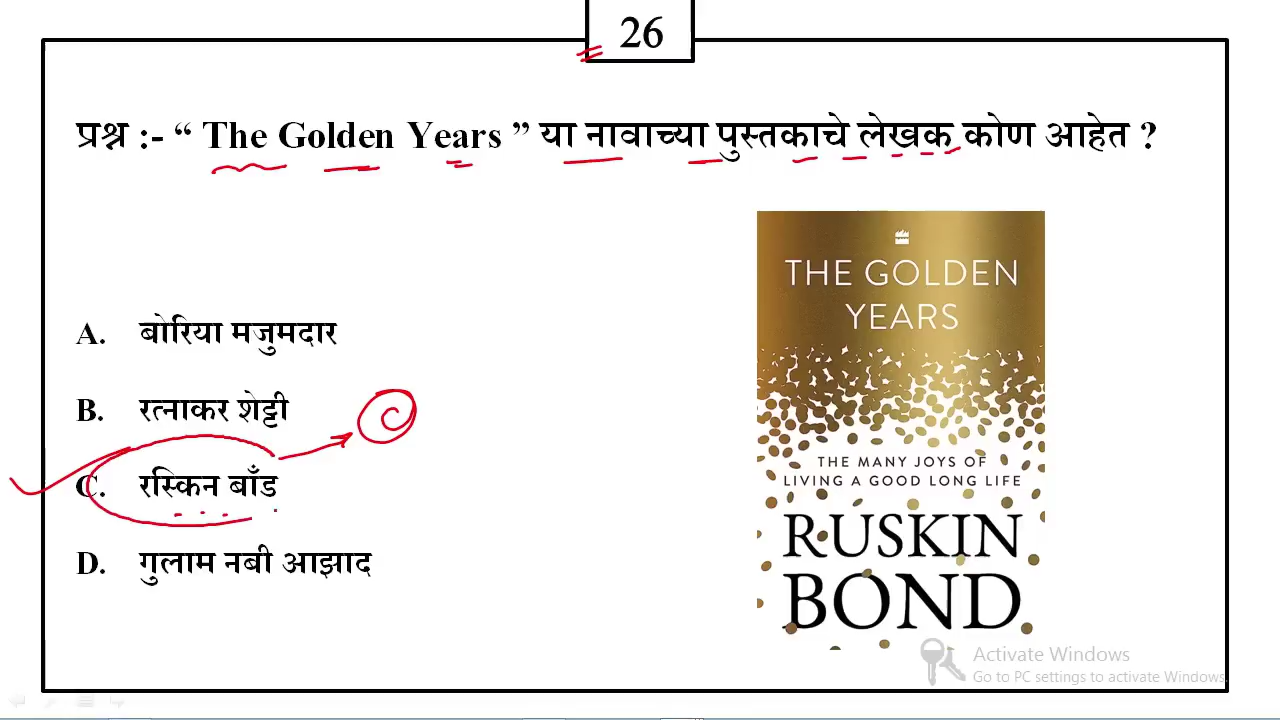 26
प्रश्न :- “ The Golden Years ” या नावाच्या पुस्तकाचे लेखक कोण आहेत ?
A. बोरिया मजुमदार
B. रत्नाकर शेट्टी
C. रस्किन बाँड
D. गुलाम नबी आझाद
C
THE GOLDEN
YEARS
THE MANY JOYS OF
LIVING A GOOD LONG LIFE
RUSKIN
BOND
Activate Windows
Go to PC settings to activate Windows.